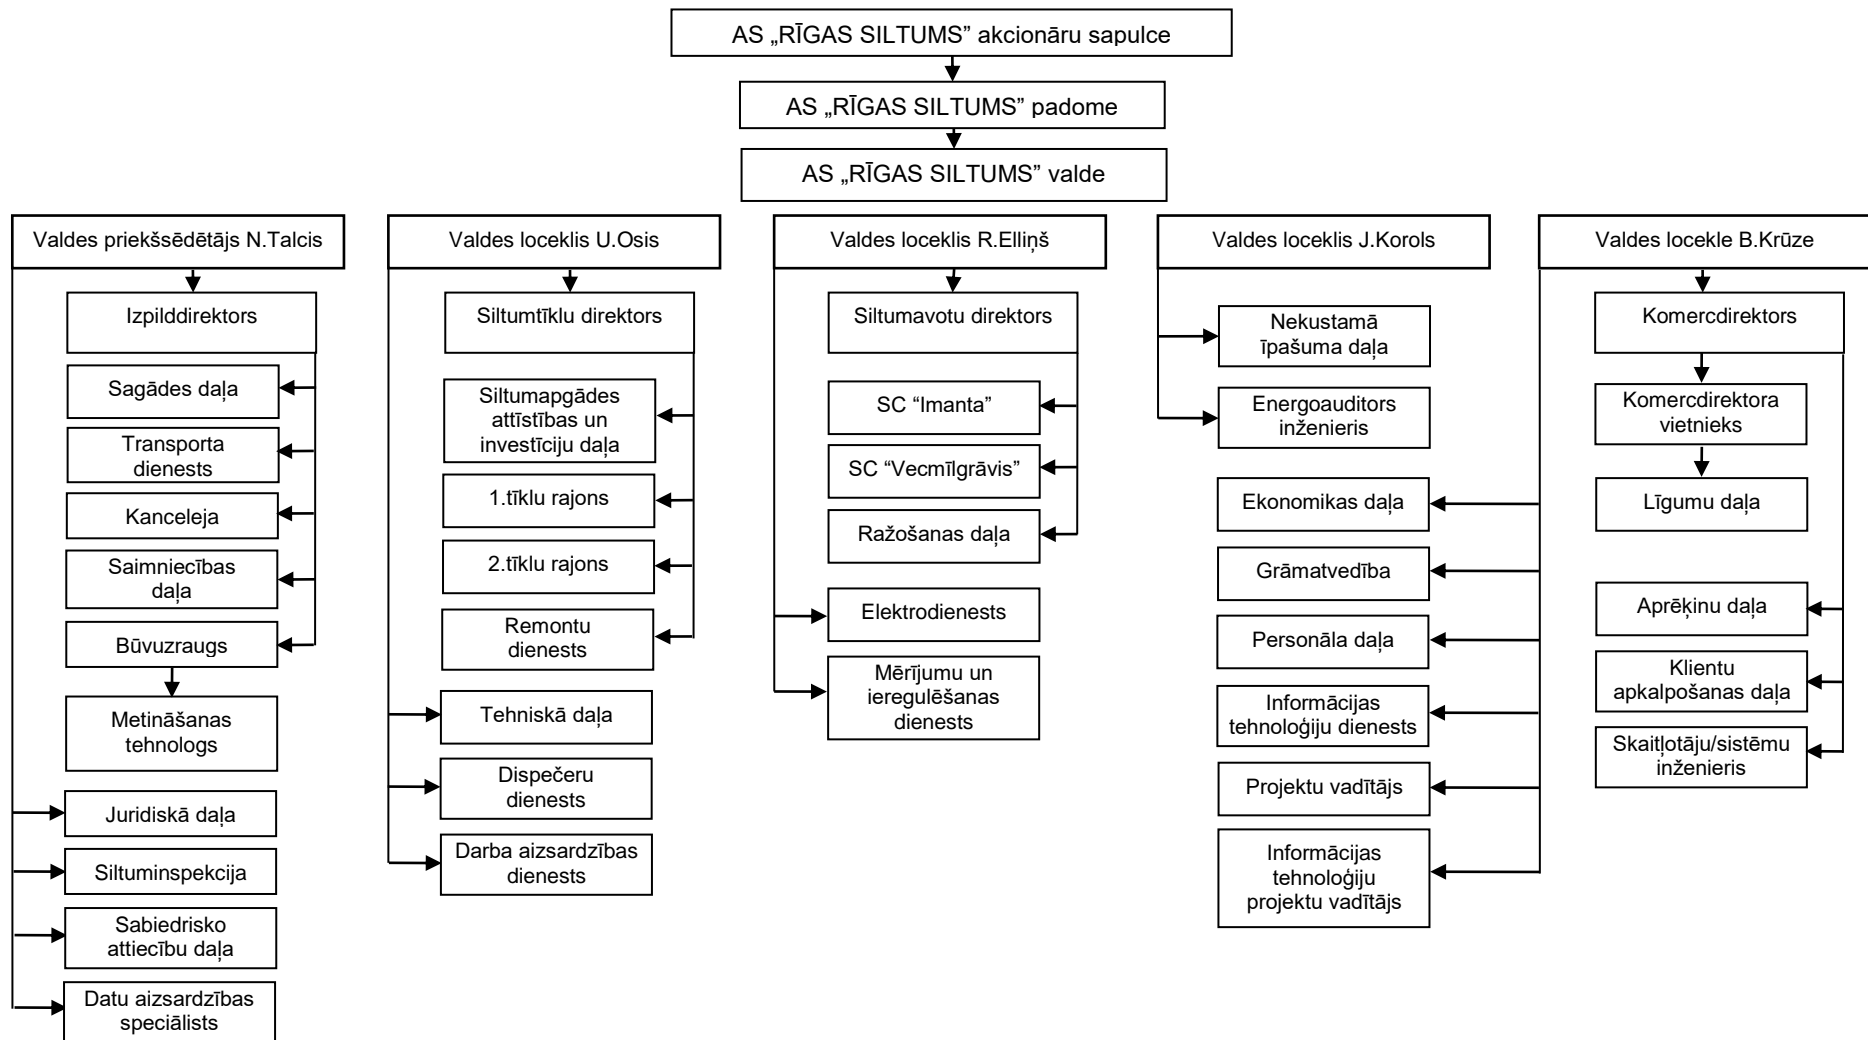 AS „RĪGAS SILTUMS” akcionāru sapulce
AS „RĪGAS SILTUMS” padome
AS „RĪGAS SILTUMS” valde
Valdes priekšsēdētājs N.Talcis
Izpilddirektors
Sagādes daļa
Transporta
dienests
Kanceleja
Saimniecības
daļa
Būvuzraugs
Metināšanas
tehnologs
Juridiskā daļa
Siltuminspekcija
Sabiedrisko
attiecību daļa
Datu aizsardzības
speciālists
Valdes loceklis U.Osis
Siltumtīklu direktors
Siltumapgādes
attīstības un
investīciju daļa
1.tīklu rajons
2.tīklu rajons
Remontu
dienests
Tehniskā daļa
Dispečeru
dienests
Darba aizsardzības
dienests
Valdes loceklis R.Elliņš
Siltumavotu direktors
SC “Imanta”
SC “Vecmīlgrāvis”
Ražošanas daļa
Elektrodienests
Mērījumu un
ieregulēšanas
dienests
Valdes loceklis J.Korols
Nekustamā
īpašuma daļa
Energoauditors
inženieris
Valdes locekle B.Krūze
Ekonomikas daļa
Grāmatvedība
Personāla daļa
Informācijas
tehnoloģiju dienests
Projektu vadītājs
Informācijas
tehnoloģiju
projektu vadītājs
Komercdirektors
Komercdirektora
vietnieks
Līgumu daļa
Aprēķinu daļa
Klientu
apkalpošanas daļa
Skaitļotāju/sistēmu
inženieris